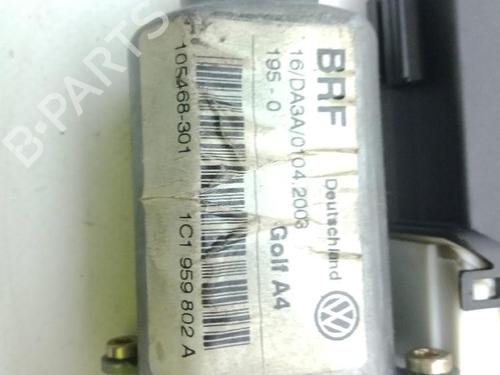 BRF
Deutschland
16/DA3A/0104.2003
195 - 0
Golf A4
105468-301
1C1 959 802 A
B-PARTS